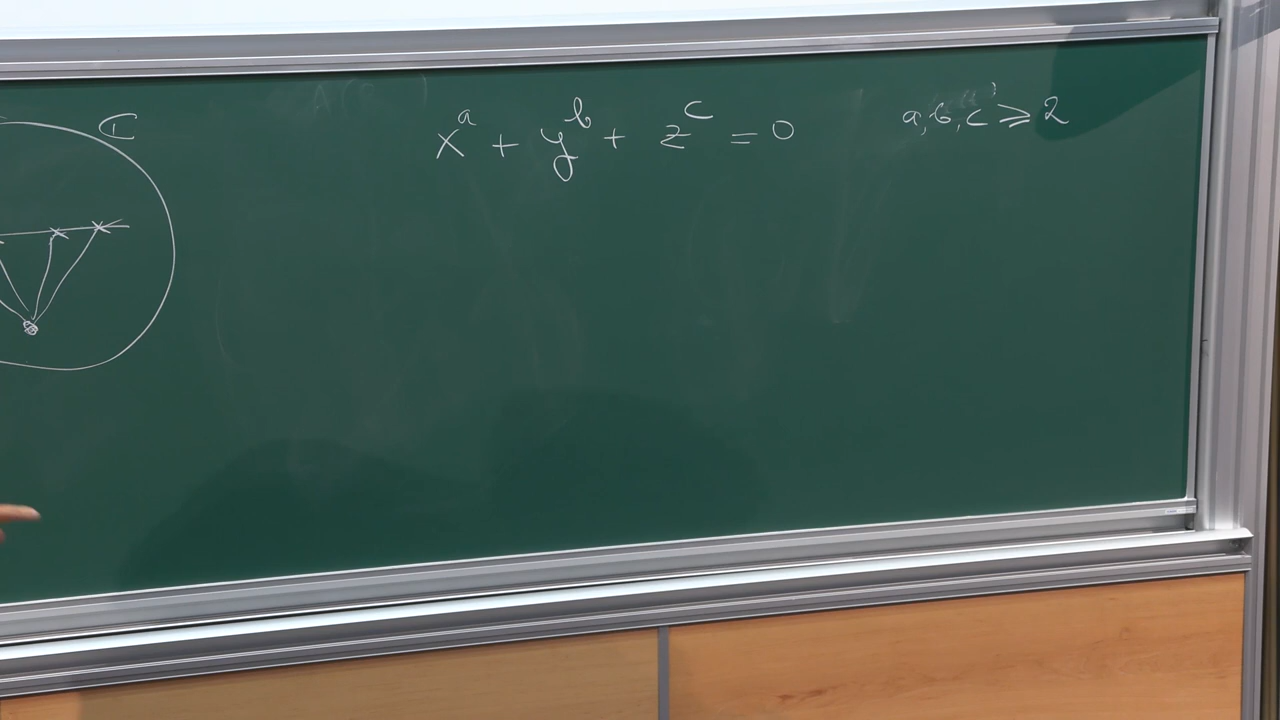 ℂ
x^a + y^b + z^c = 0
a, b, c ⩾ 2